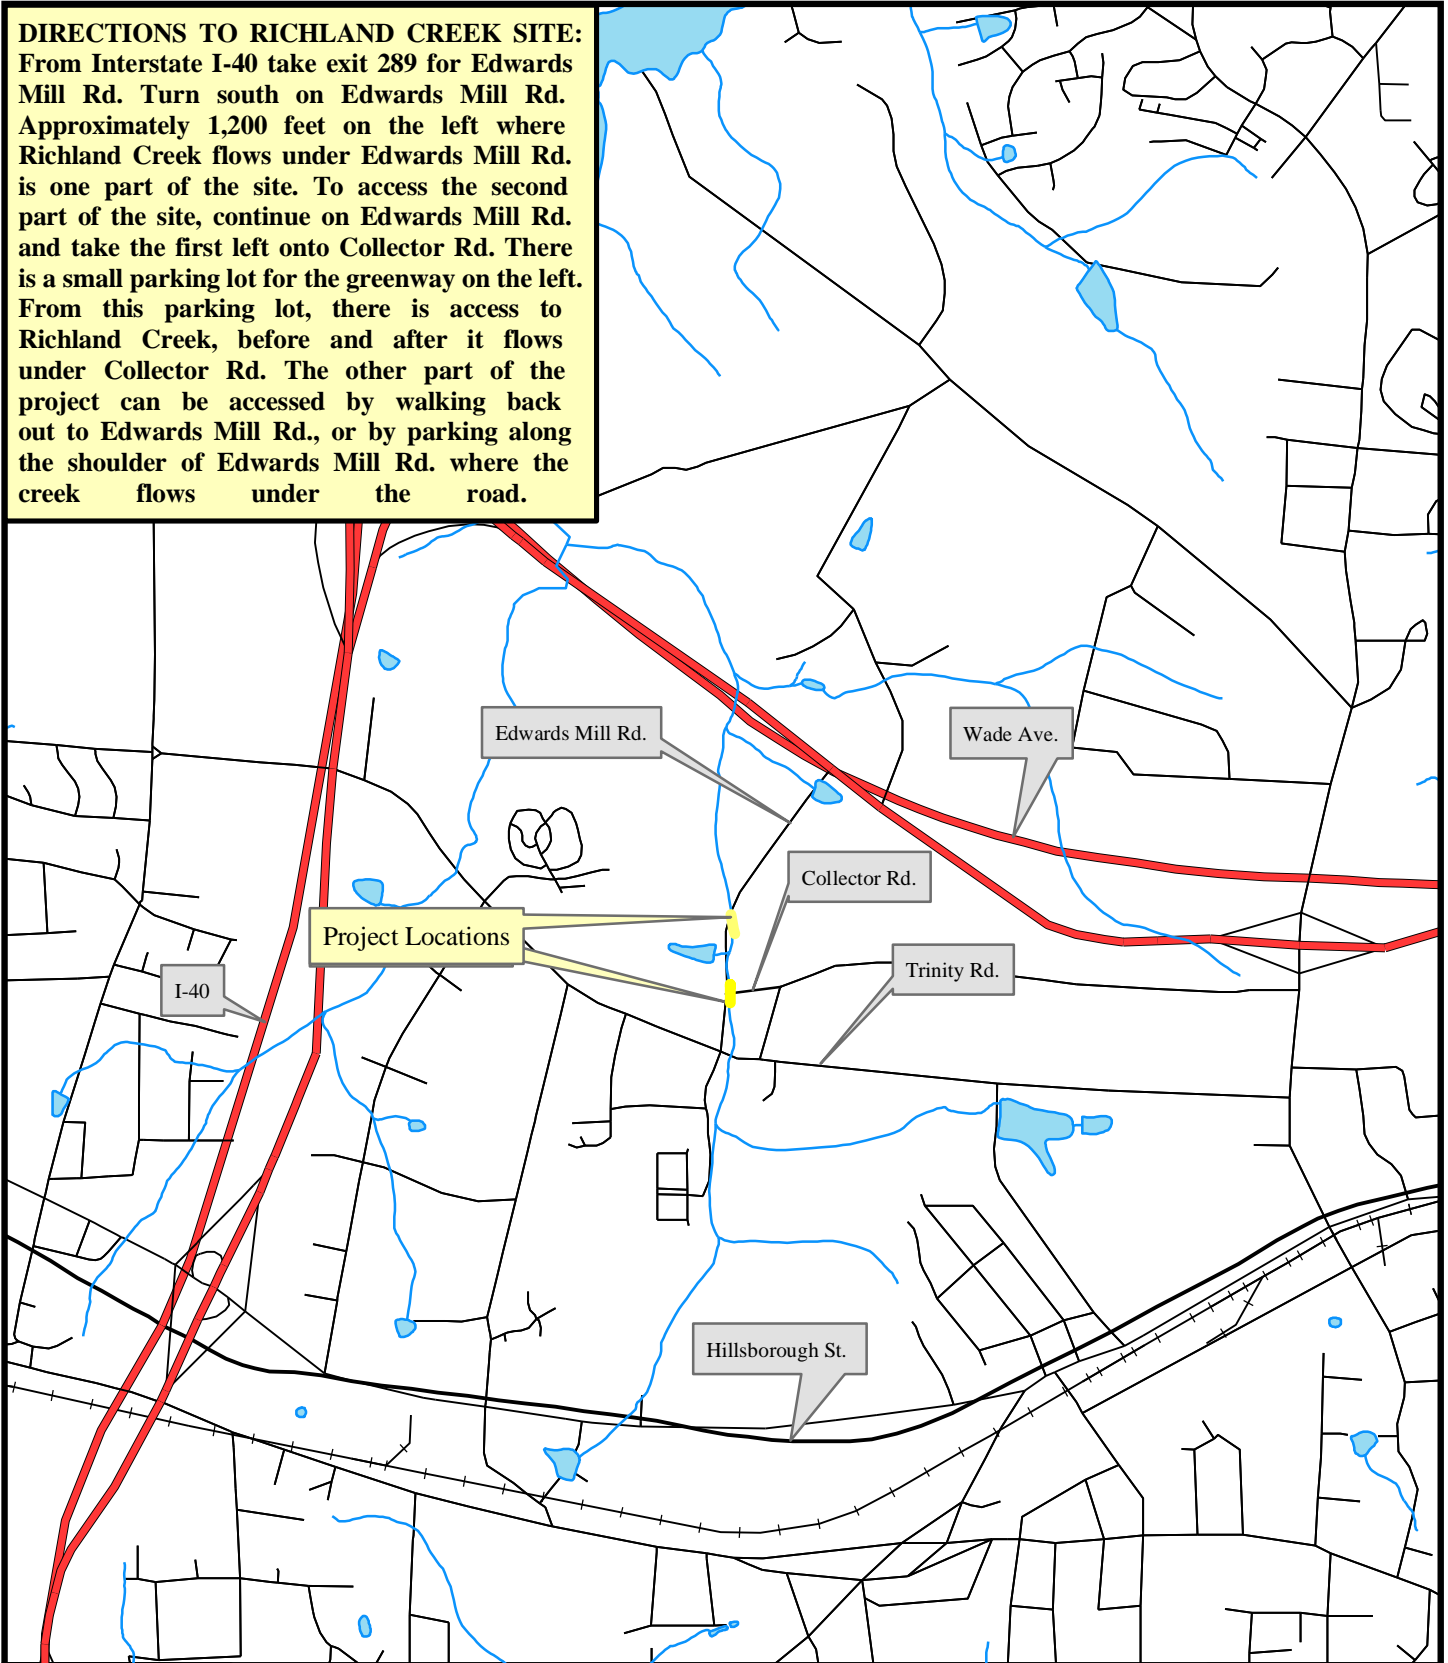 DIRECTIONS TO RICHLAND CREEK SITE:
From Interstate I-40 take exit 289 for Edwards
Mill Rd. Turn south on Edwards Mill Rd.
Approximately 1,200 feet on the left where
Richland Creek flows under Edwards Mill Rd.
is one part of the site. To access the second
part of the site, continue on Edwards Mill Rd.
and take the first left onto Collector Rd. There
is a small parking lot for the greenway on the left.
From this parking lot, there is access to
Richland Creek, before and after it flows
under Collector Rd. The other part of the
project can be accessed by walking back
out to Edwards Mill Rd., or by parking along
the shoulder of Edwards Mill Rd. where the
creek flows under the road.
Edwards Mill Rd.
Wade Ave.
Collector Rd.
Project Locations
Trinity Rd.
I-40
Hillsborough St.